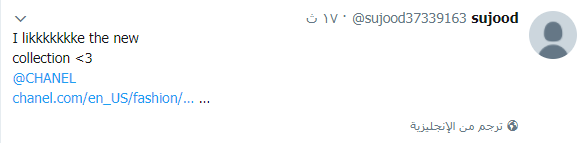 sujood @sujood37339163 · ١٧ ث
I likkkkkkke the new
collection <3
@CHANEL
chanel.com/en_US/fashion/... ...
ترجم من الإنجليزية